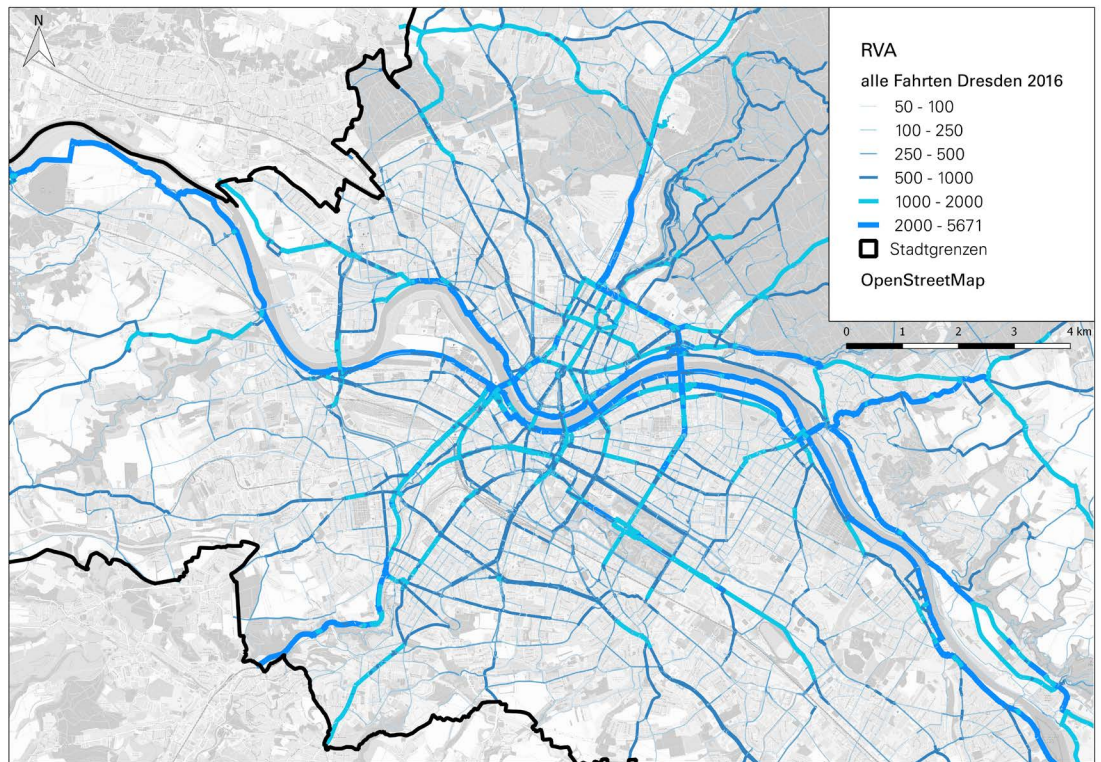 N
RVA
alle Fahrten Dresden 2016
50 - 100
100 - 250
250 - 500
500 - 1000
1000 - 2000
2000 - 5671
Stadtgrenzen
OpenStreetMap
0 1 2 3 4 km